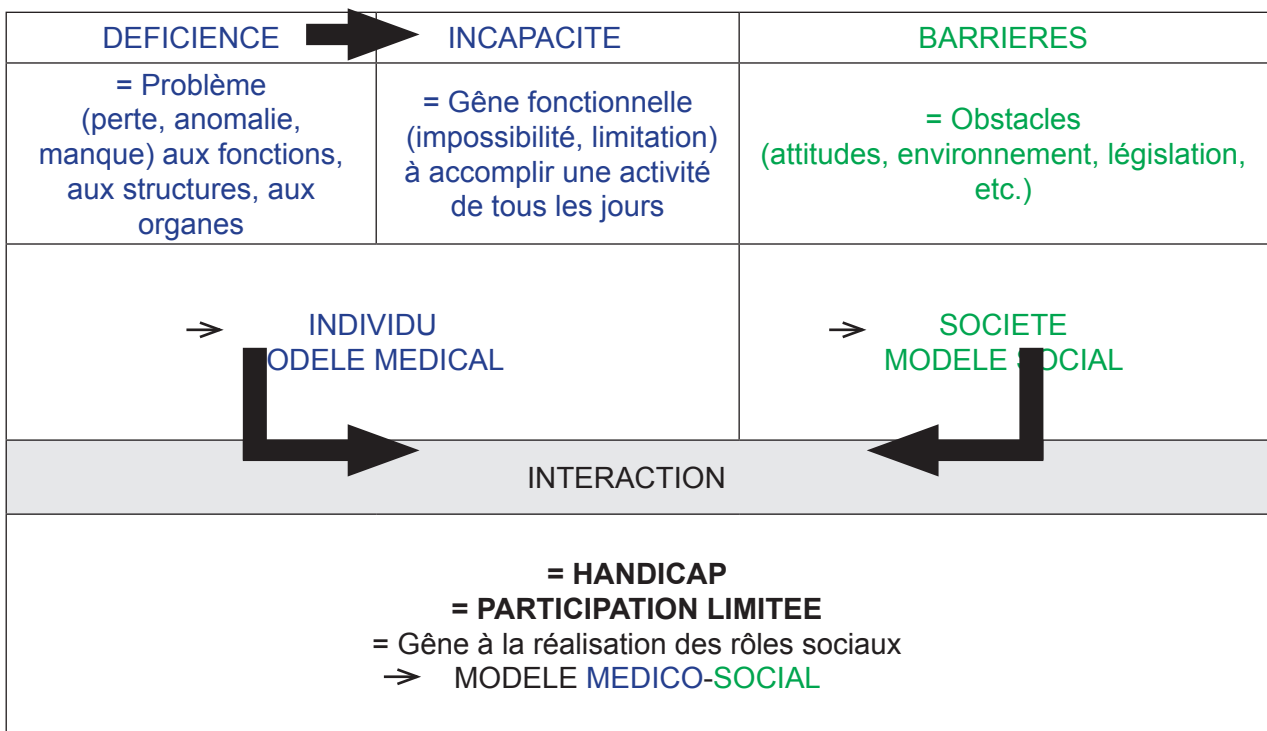 DEFICIENCE
INCAPACITE
BARRIERES
= Problème
(perte, anomalie,
manque) aux fonctions,
aux structures, aux
organes
= Gêne fonctionnelle
(impossibilité, limitation)
à accomplir une activité
de tous les jours
= Obstacles
(attitudes, environnement, législation,
etc.)
INDIVIDU
ODELE MEDICAL
SOCIETE
MODELE SOCIAL
INTERACTION
= HANDICAP
= PARTICIPATION LIMITEE
= Gêne à la réalisation des rôles sociaux
MODELE MEDICO-SOCIAL